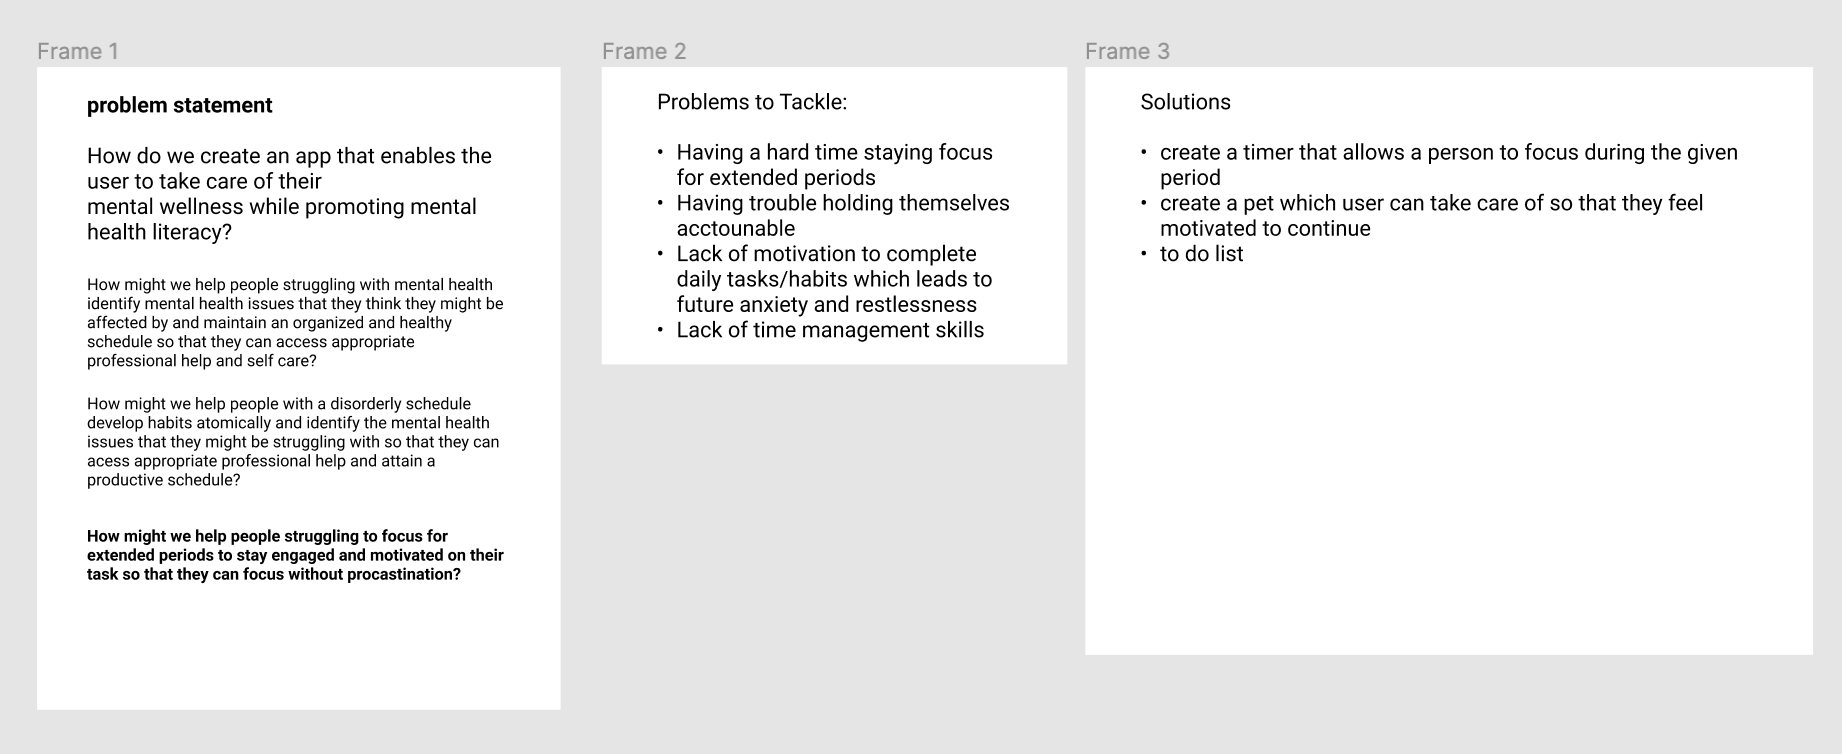 Frame 1
problem statement
How do we create an app that enables the
user to take care of their
mental wellness while promoting mental
health literacy?
How might we help people struggling with mental health
identify mental health issues that they think they might be
affected by and maintain an organized and healthy
schedule so that they can access appropriate
professional help and self care?
How might we help people with a disorderly schedule
develop habits atomically and identify the mental health
issues that they might be struggling with so that they can
acess appropriate professional help and attain a
productive schedule?
How might we help people struggling to focus for
extended periods to stay engaged and motivated on their
task so that they can focus without procastination?
Frame 2
Problems to Tackle:
• Having a hard time staying focus
for extended periods
• Having trouble holding themselves
acctounable
• Lack of motivation to complete
daily tasks/habits which leads to
future anxiety and restlessness
• Lack of time management skills
Frame 3
Solutions
• create a timer that allows a person to focus during the given
period
• create a pet which user can take care of so that they feel
motivated to continue
• to do list